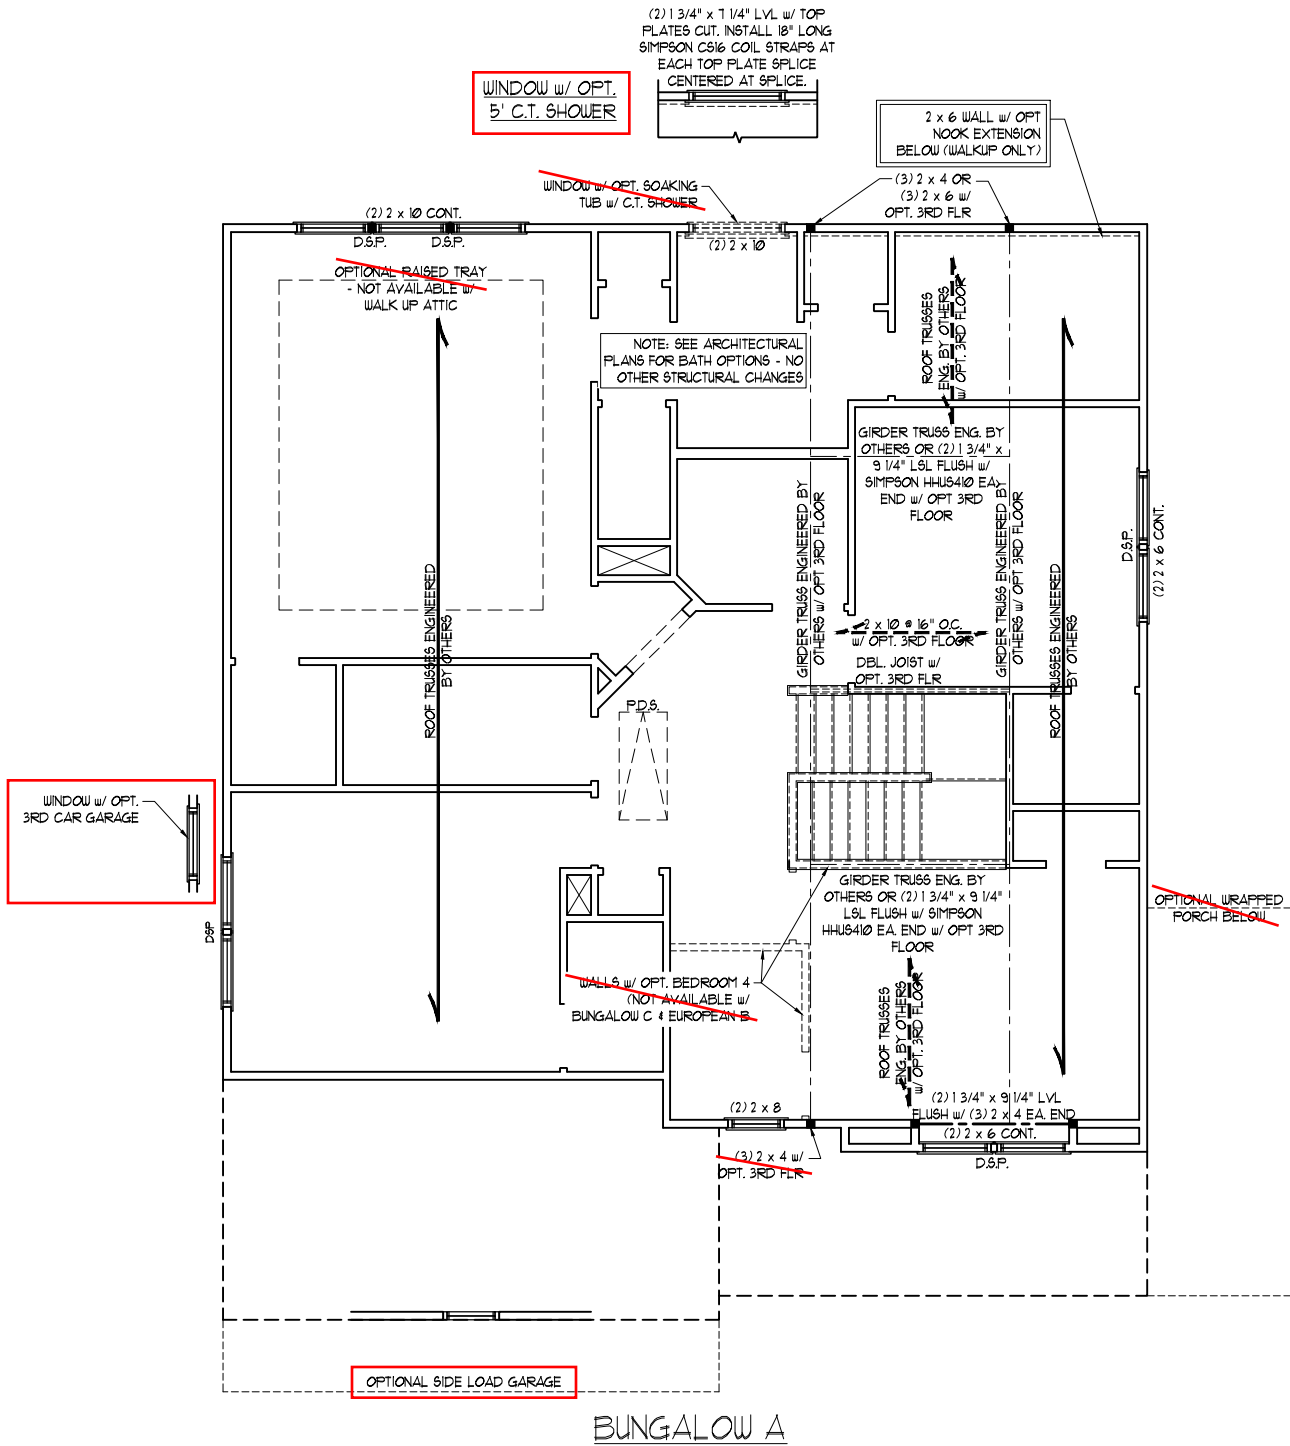 (2) 1 3/4" x 7 1/4" LVL w/ TOP
PLATES CUT. INSTALL 18" LONG
SIMPSON CS16 COIL STRAPS AT
EACH TOP PLATE SPLICE
CENTERED AT SPLICE.
WINDOW w/ OPT.
5' C.T. SHOWER
2 x 6 WALL w/ OPT
NOOK EXTENSION
BELOW (WALKUP ONLY)
WINDOW w/ OPT. SOAKING
TUB w/ C.T. SHOWER
(3) 2 x 4 OR
(3) 2 x 6 w/
OPT. 3RD FLR
(2) 2 x 10 CONT.
D.S.P.
D.S.P.
(2) 2 x 10
OPTIONAL RAISED TRAY
- NOT AVAILABLE w/
WALK UP ATTIC
ROOF TRUSSES
ENG. BY OTHERS
w/ OPT. 3RD FLOOR
NOTE: SEE ARCHITECTURAL
PLANS FOR BATH OPTIONS - NO
OTHER STRUCTURAL CHANGES
GIRDER TRUSS ENG. BY
OTHERS OR (2) 1 3/4" x
9 1/4" LSL FLUSH w/
SIMPSON HHUS410 EA.
END w/ OPT 3RD
FLOOR
GIRDER TRUSS ENGINEERED BY
OTHERS w/ OPT 3RD FLOOR
GIRDER TRUSS ENGINEERED BY
OTHERS w/ OPT 3RD FLOOR
D.S.P.
(2) 2 x 6 CONT.
ROOF TRUSSES ENGINEERED
BY OTHERS
ROOF TRUSSES ENGINEERED
BY OTHERS
2 x 10 @ 16" O.C.
w/ OPT. 3RD FLOOR
DBL. JOIST w/
OPT. 3RD FLR
P.D.S.
WINDOW w/ OPT.
3RD CAR GARAGE
DSP
GIRDER TRUSS ENG. BY
OTHERS OR (2) 1 3/4" x 9 1/4"
LSL FLUSH w/ SIMPSON
HHUS410 EA. END w/ OPT 3RD
FLOOR
OPTIONAL WRAPPED
PORCH BELOW
WALLS w/ OPT. BEDROOM 4
(NOT AVAILABLE w/
BUNGALOW C & EUROPEAN B
ROOF TRUSSES
ENG. BY OTHERS
w/ OPT. 3RD FLOOR
(2) 1 3/4" x 9 1/4" LVL
FLUSH w/ (3) 2 x 4 EA. END
(2) 2 x 8
(2) 2 x 6 CONT.
D.S.P.
(3) 2 x 4 w/
OPT. 3RD FLR
OPTIONAL SIDE LOAD GARAGE
BUNGALOW A